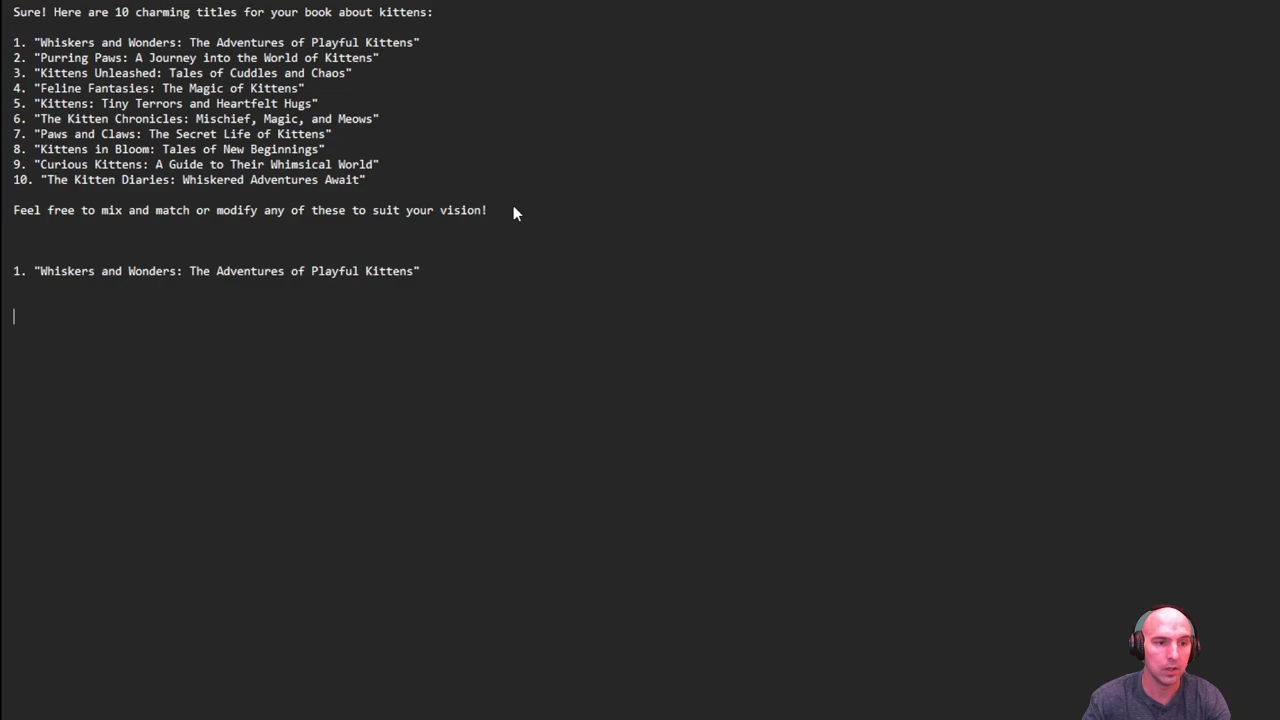 Sure! Here are 10 charming titles for your book about kittens:
1. "Whiskers and Wonders: The Adventures of Playful Kittens"
2. "Purring Paws: A Journey into the World of Kittens"
3. "Kittens Unleashed: Tales of Cuddles and Chaos"
4. "Feline Fantasies: The Magic of Kittens"
5. "Kittens: Tiny Terrors and Heartfelt Hugs"
6. "The Kitten Chronicles: Mischief, Magic, and Meows"
7. "Paws and Claws: The Secret Life of Kittens"
8. "Kittens in Bloom: Tales of New Beginnings"
9. "Curious Kittens: A Guide to Their Whimsical World"
10. "The Kitten Diaries: Whiskered Adventures Await"
Feel free to mix and match or modify any of these to suit your vision!
1. "Whiskers and Wonders: The Adventures of Playful Kittens"